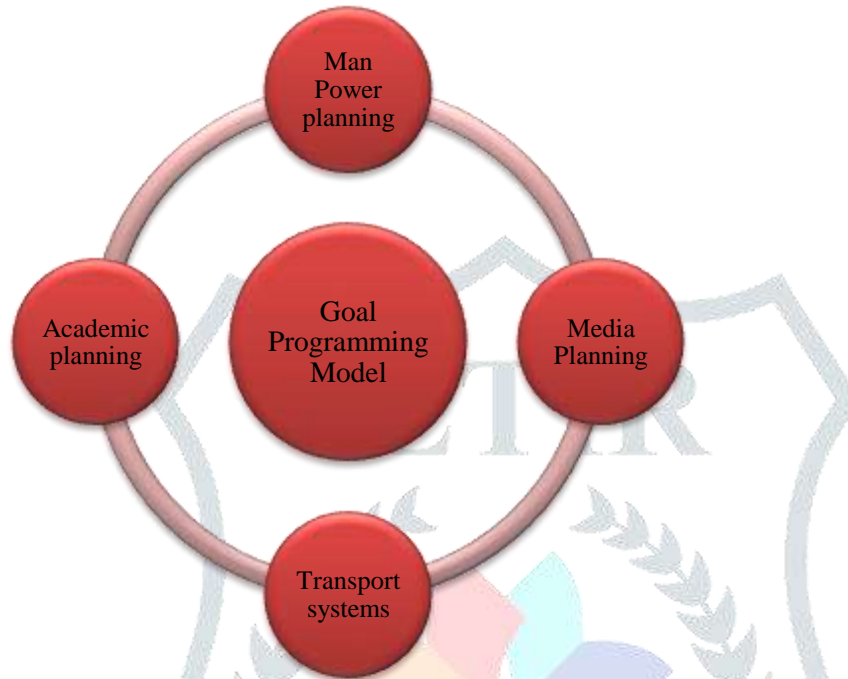 Man
Power
planning
Academic
planning
Goal
Programming
Model
Media
Planning
Transport
systems